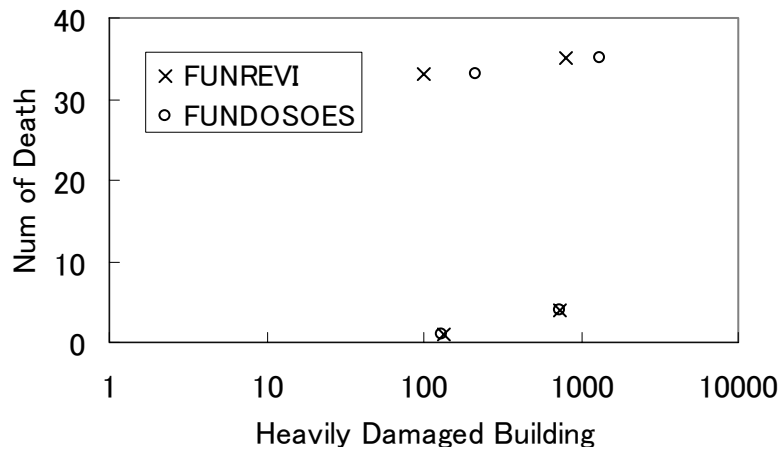 40
30
20
10
0
Num of Death
× FUNREVI
○ FUNDOSOES
1 10 100 1000 10000
Heavily Damaged Building